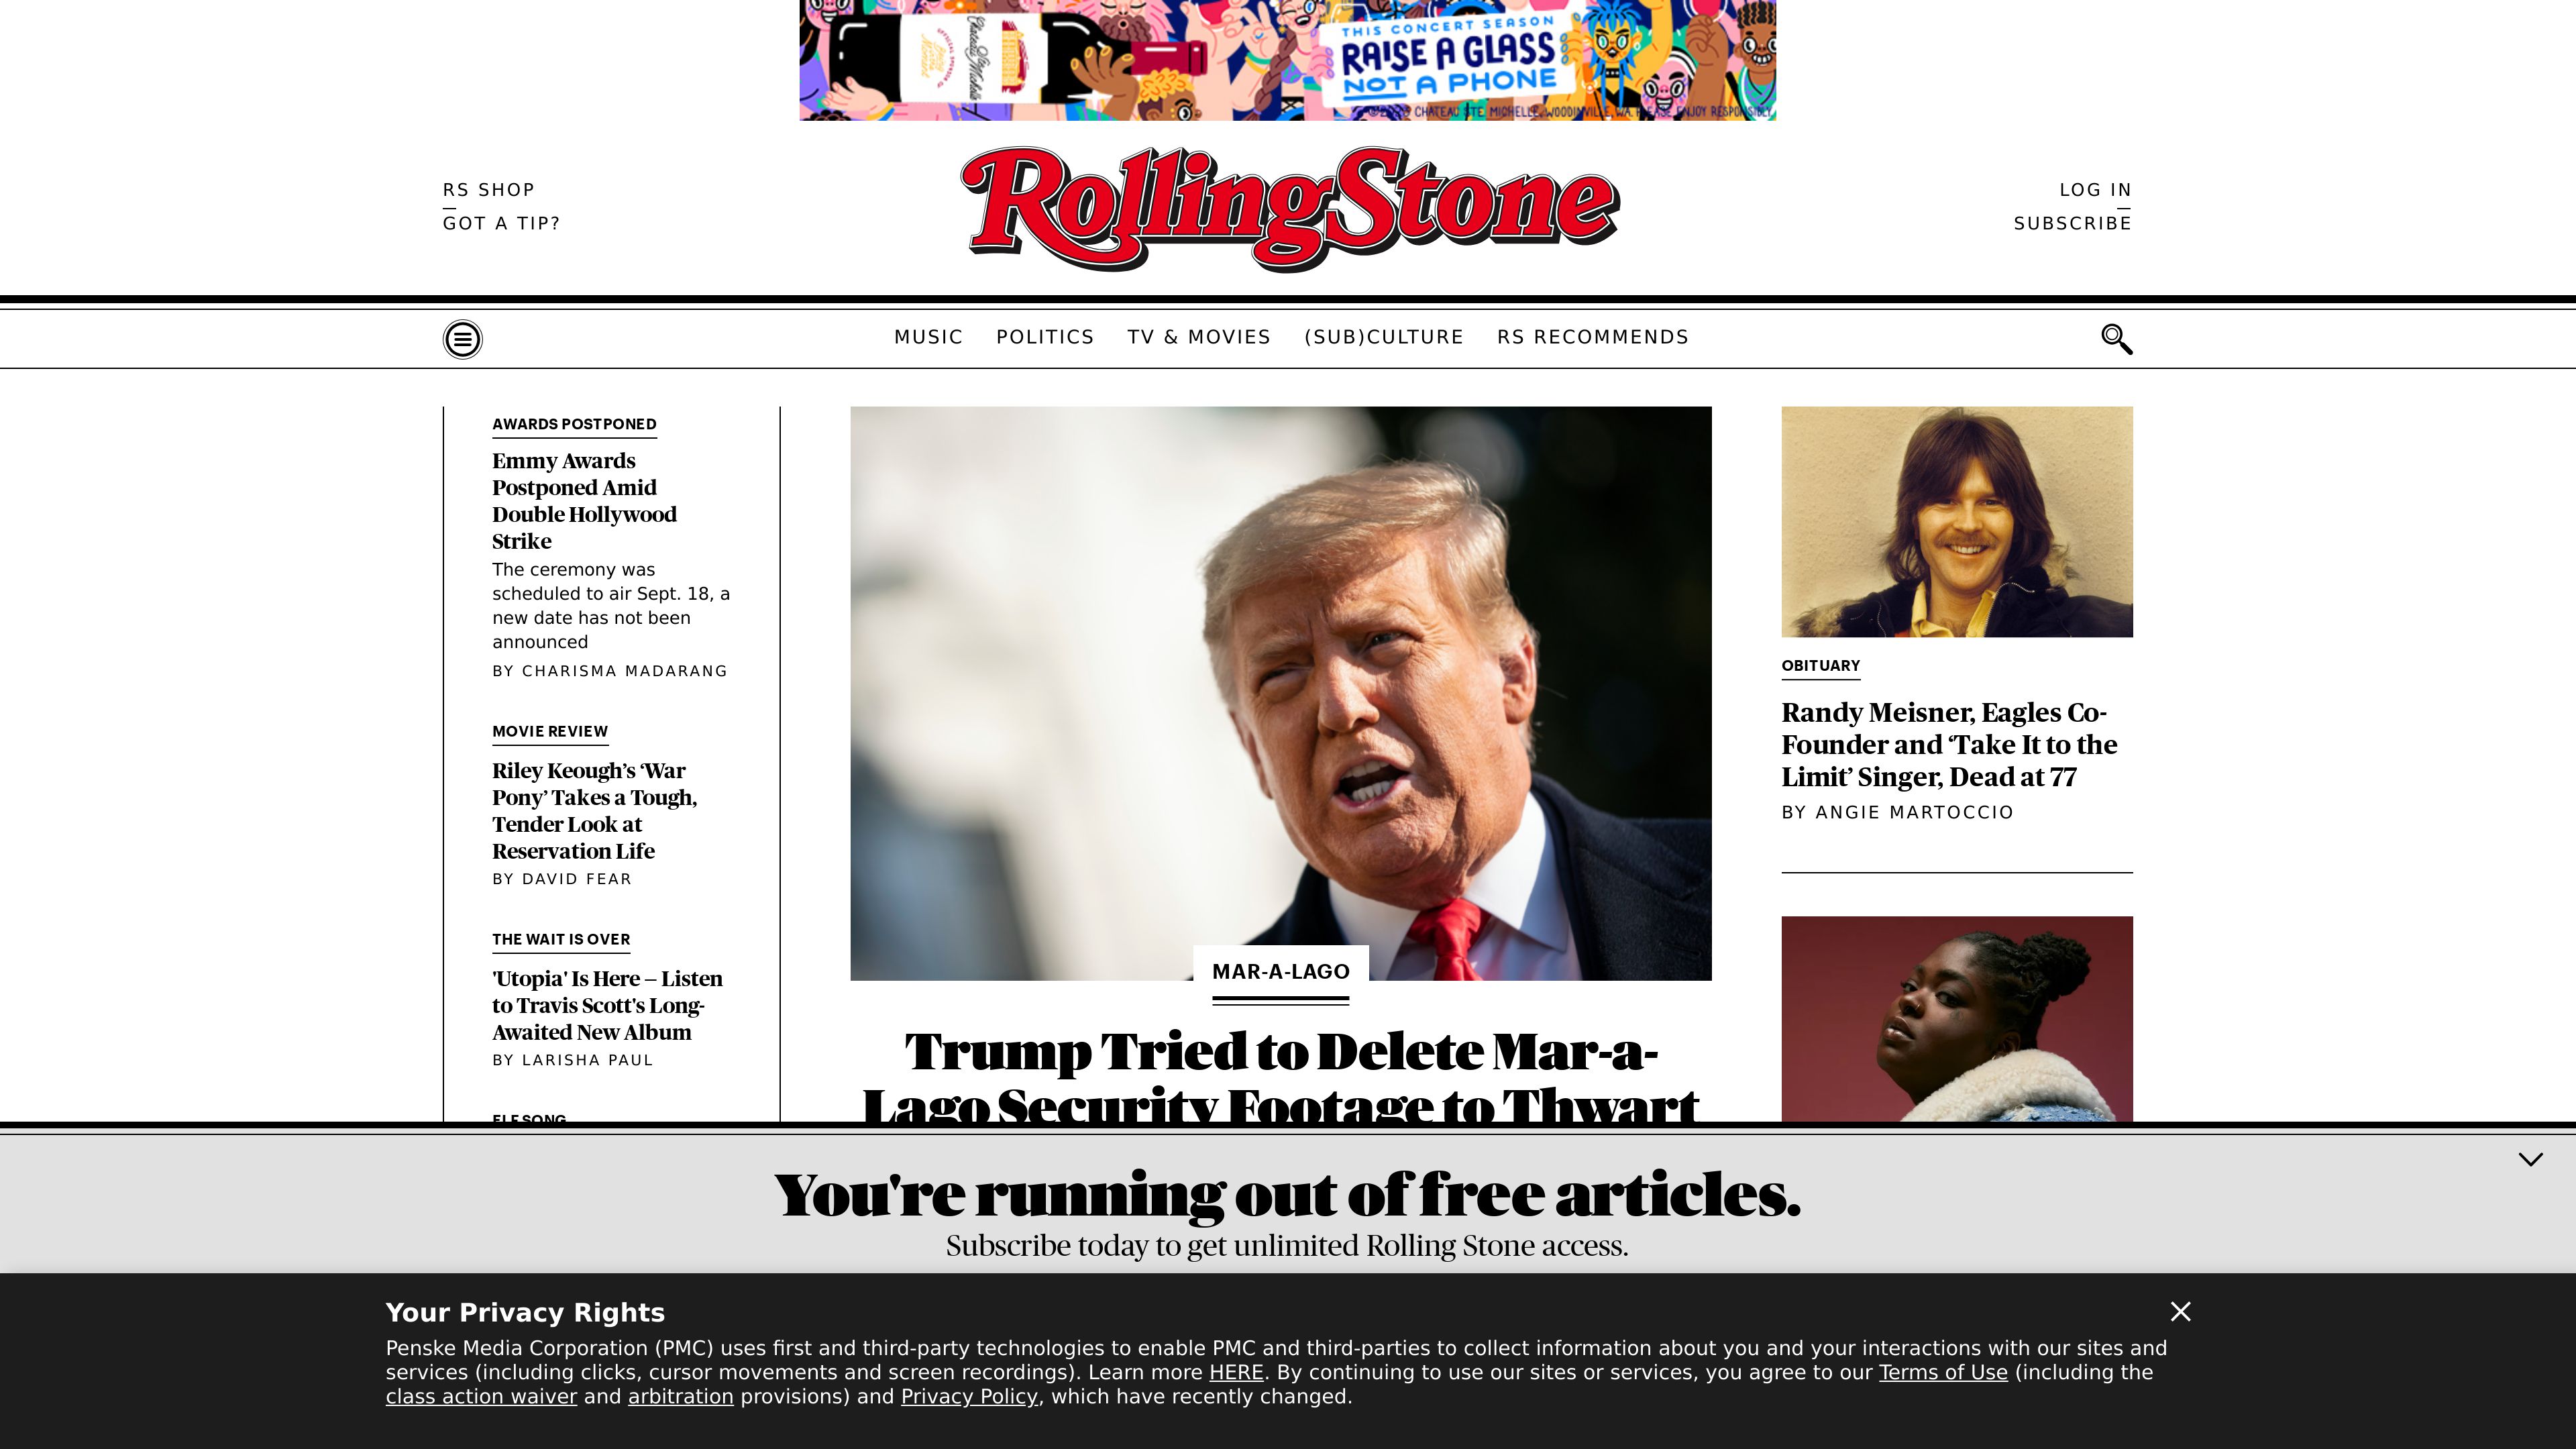 THIS CONCERT SEASON
RAISE A GLASS
NOT A PHONE
CHATEAU STE. MICHELLE, WOODINVILLE, WA. PLEASE ENJOY RESPONSIBLY.
RS SHOP
GOT A TIP?
RollingStone
LOG IN
SUBSCRIBE
MUSIC POLITICS TV & MOVIES (SUB)CULTURE RS RECOMMENDS
AWARDS POSTPONED
Emmy Awards
Postponed Amid
Double Hollywood
Strike
The ceremony was
scheduled to air Sept. 18, a
new date has not been
announced
BY CHARISMA MADARANG
MOVIE REVIEW
Riley Keough’s ‘War
Pony’ Takes a Tough,
Tender Look at
Reservation Life
BY DAVID FEAR
THE WAIT IS OVER
'Utopia' Is Here — Listen
to Travis Scott's Long-
Awaited New Album
BY LARISHA PAUL
ELF SONG
MAR-A-LAGO
Trump Tried to Delete Mar-a-
Lago Security Footage to Thwart
OBITUARY
Randy Meisner, Eagles Co-
Founder and ‘Take It to the
Limit’ Singer, Dead at 77
BY ANGIE MARTOCCIO
You're running out of free articles.
Subscribe today to get unlimited Rolling Stone access.
Your Privacy Rights
Penske Media Corporation (PMC) uses first and third-party technologies to enable PMC and third-parties to collect information about you and your interactions with our sites and
services (including clicks, cursor movements and screen recordings). Learn more HERE. By continuing to use our sites or services, you agree to our Terms of Use (including the
class action waiver and arbitration provisions) and Privacy Policy, which have recently changed.